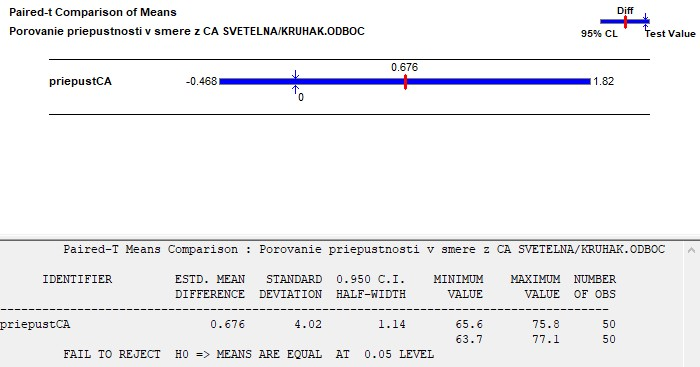 Paired-t Comparison of Means
Porovanie priepustnosti v smere z CA SVETELNA/KRUHAK.ODBOC
Diff
95% CL Test Value
0.676
priepustCA -0.468 1.82
0
Paired-T Means Comparison : Porovanie priepustnosti v smere z CA SVETELNA/KRUHAK.ODBOC
IDENTIFIER ESTD. MEAN STANDARD 0.950 C.I. MINIMUM MAXIMUM NUMBER
DIFFERENCE DEVIATION HALF-WIDTH VALUE VALUE OF OBS
priepustCA 0.676 4.02 1.14 65.6 75.8 50
63.7 77.1 50
FAIL TO REJECT H0 => MEANS ARE EQUAL AT 0.05 LEVEL